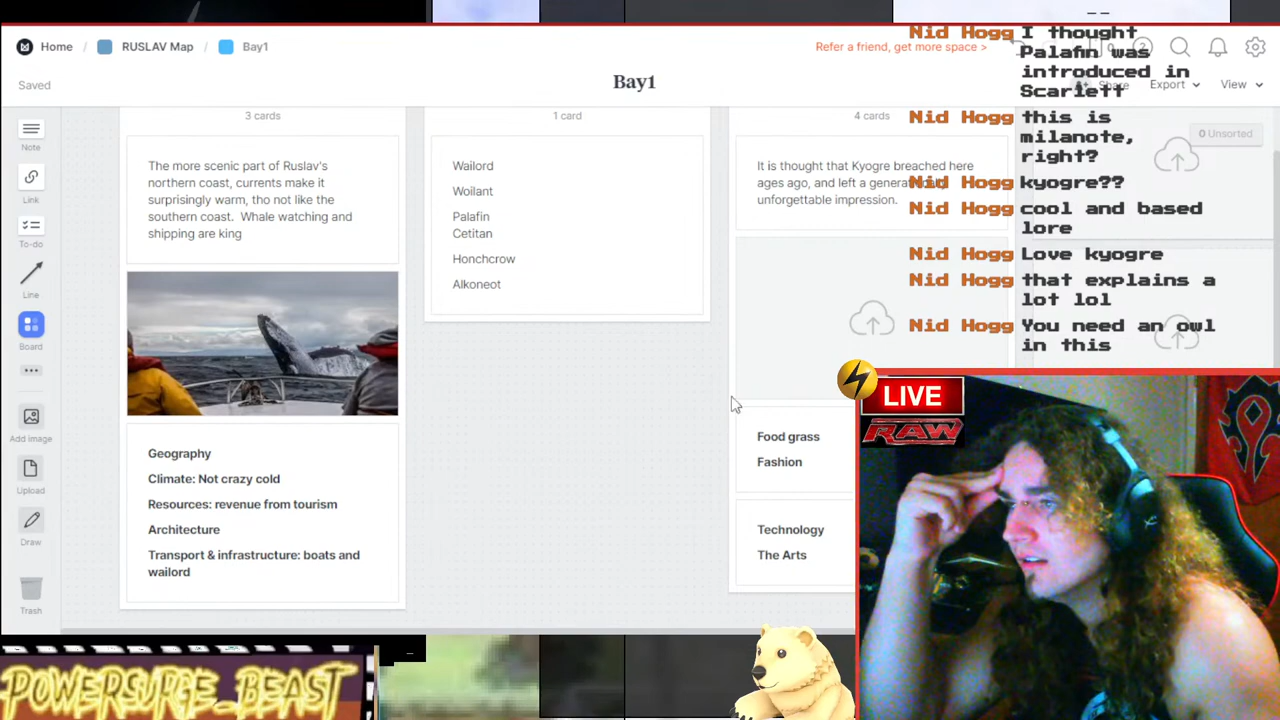 Home / RUSLAV Map / Bay1
Refer a friend, get more space >
Saved
Bay1
Share
Export
View
Note
Link
To-do
Line
Board
Add image
Upload
Draw
Trash
3 cards
The more scenic part of Ruslav's
northern coast, currents make it
surprisingly warm, tho not like the
southern coast. Whale watching and
shipping are king
Geography
Climate: Not crazy cold
Resources: revenue from tourism
Architecture
Transport & infrastructure: boats and
wailord
1 card
Wailord
Woilant
Palafin
Cetitan
Honchcrow
Alkoneot
4 cards
It is thought that Kyogre breached here
ages ago, and left a generationally
unforgettable impression.
Food grass
Fashion
Technology
The Arts
0 Unsorted
Nid Hogg I thought
Palafin was
introduced in
Scarlett
Nid Hogg this is
milanote,
right?
Nid Hogg kyogre??
Nid Hogg cool and based
lore
Nid Hogg Love kyogre
Nid Hogg that explains a
lot lol
Nid Hogg You need an owl
in this
LIVE
RAW
POWERSURGE_BEAST